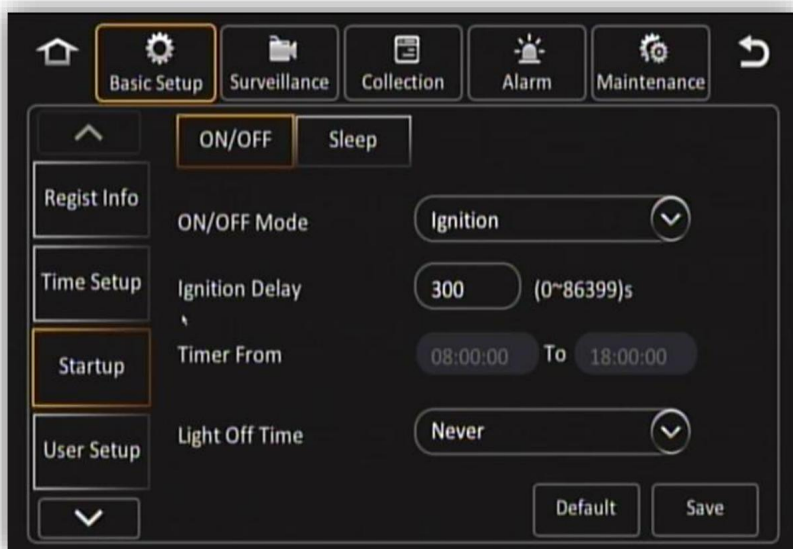 Basic Setup Surveillance Collection Alarm Maintenance
ON/OFF Sleep
Regist Info
ON/OFF Mode Ignition
Time Setup
Ignition Delay 300 (0~86399)s
Startup
Timer From 08:00:00 To 18:00:00
User Setup
Light Off Time Never
Default Save